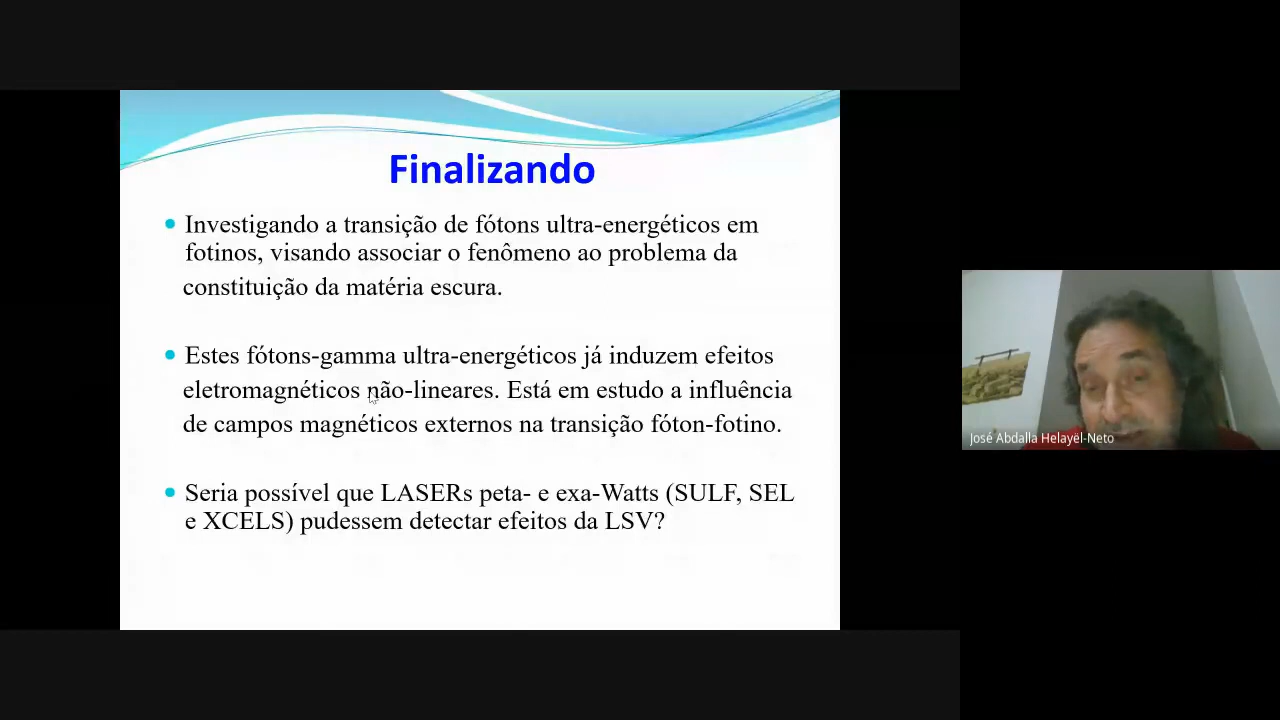 Finalizando
Investigando a transição de fótons ultra-energéticos em
fotinos, visando associar o fenômeno ao problema da
constituição da matéria escura.
Estes fótons-gamma ultra-energéticos já induzem efeitos
eletromagnéticos não-lineares. Está em estudo a influência
de campos magnéticos externos na transição fóton-fotino.
Seria possível que LASERs peta- e exa-Watts (SULF, SEL
e XCELS) pudessem detectar efeitos da LSV?
José Abdalla Helayël-Neto